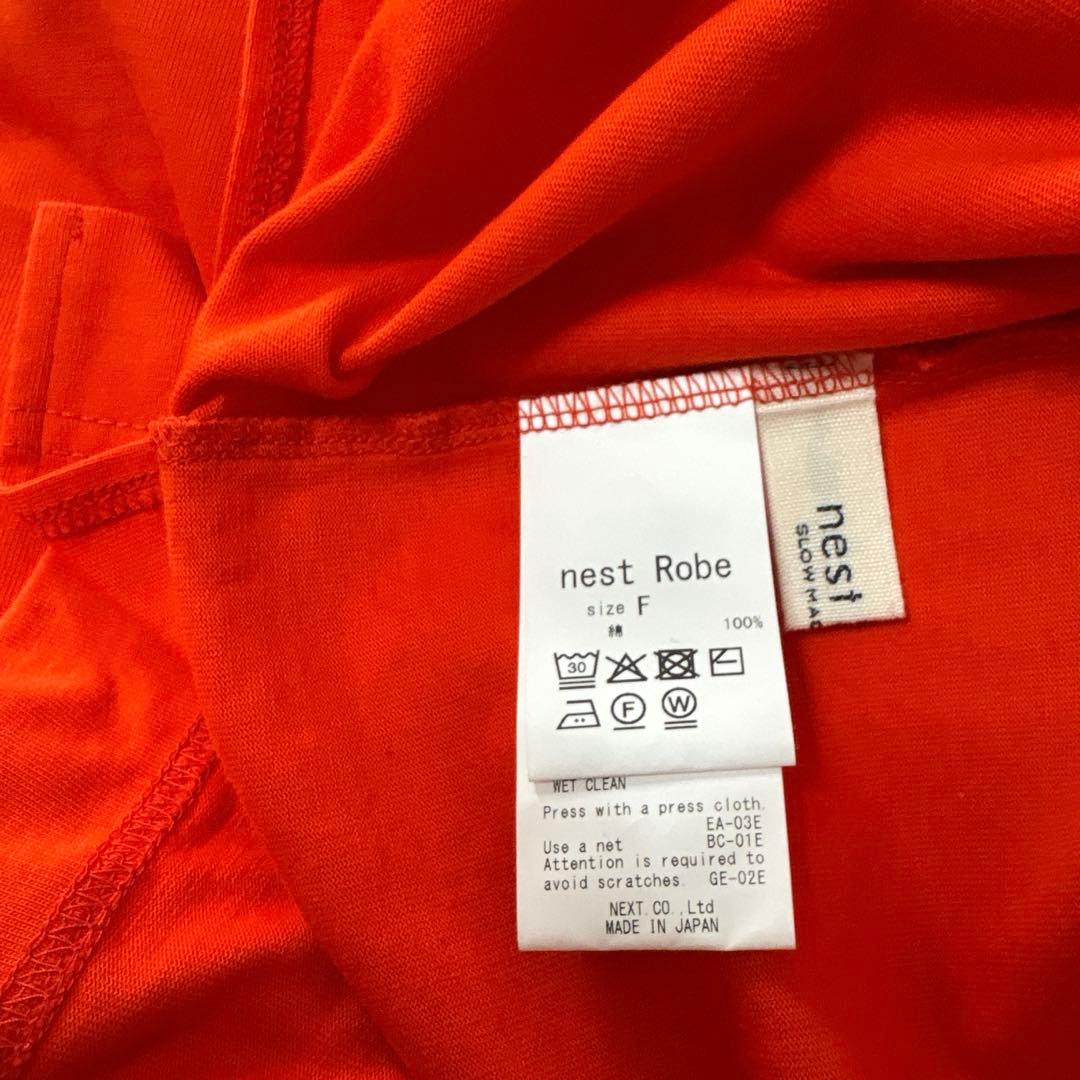 nest Robe
size F
綿 100%
30
F W
WET CLEAN
Press with a press cloth.
EA-03E
Use a net BC-01E
Attention is required to
avoid scratches. GE-02E
NEXT.CO.,Ltd
MADE IN JAPAN
nest
SLOW MAD